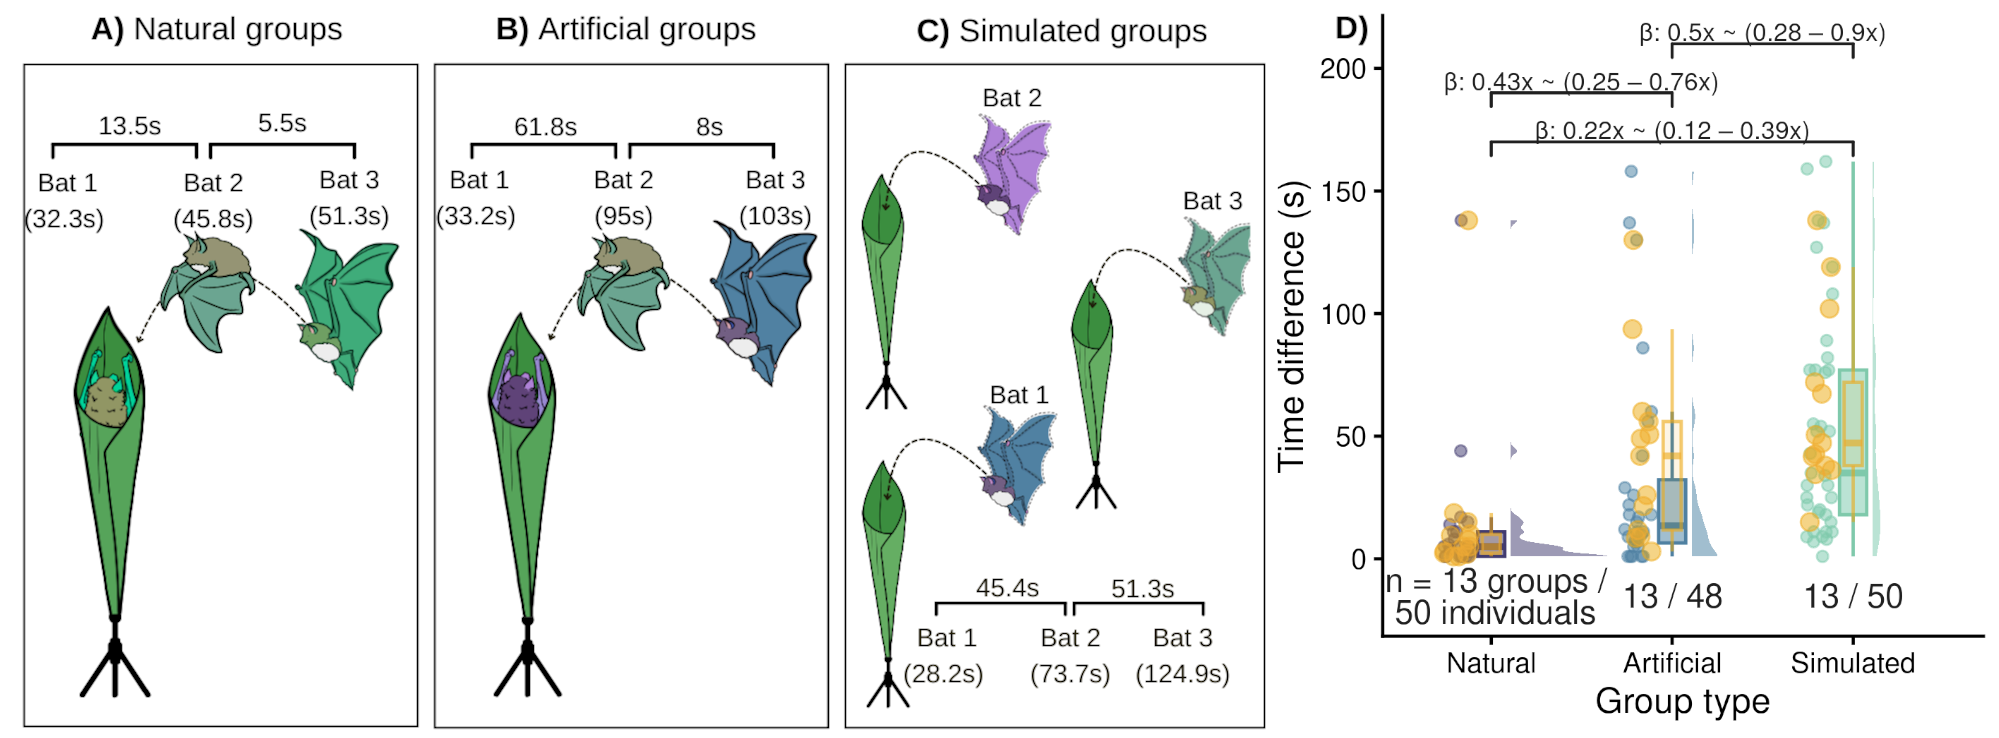 A) Natural groups
13.5s
5.5s
Bat 1
(32.3s)
Bat 2
(45.8s)
Bat 3
(51.3s)
B) Artificial groups
61.8s
8s
Bat 1
(33.2s)
Bat 2
(95s)
Bat 3
(103s)
C) Simulated groups
Bat 2
Bat 3
Bat 1
45.4s
51.3s
Bat 1
(28.2s)
Bat 2
(73.7s)
Bat 3
(124.9s)
D)
β: 0.5x ~ (0.28 – 0.9x)
β: 0.43x ~ (0.25 – 0.76x)
β: 0.22x ~ (0.12 – 0.39x)
Time difference (s)
200
150
100
50
0
n = 13 groups /
50 individuals
13 / 48
13 / 50
Natural
Artificial
Simulated
Group type